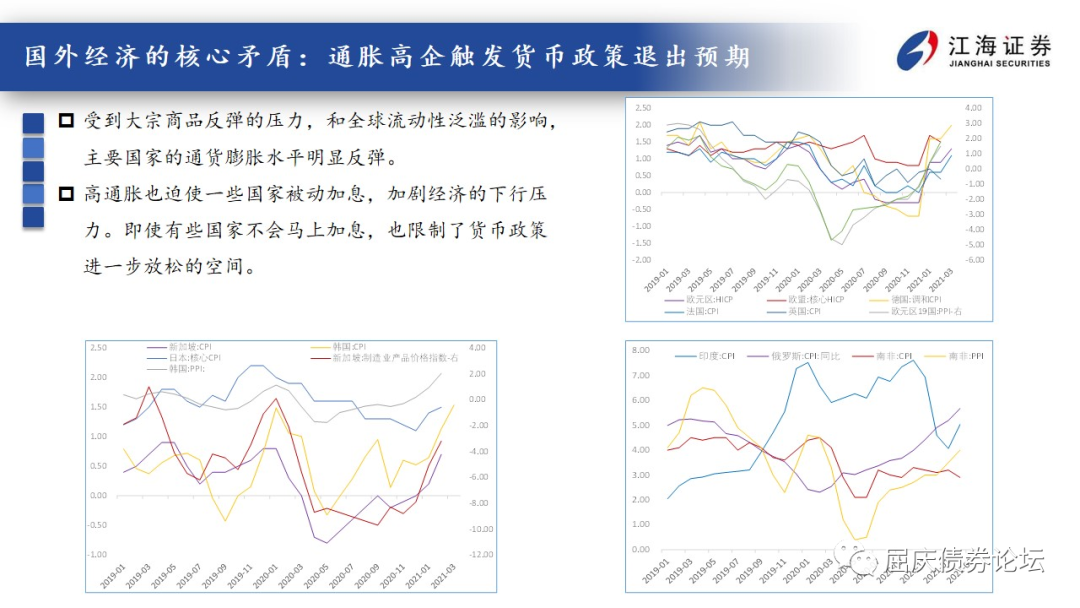 国外经济的核心矛盾：通胀高企触发货币政策退出预期
江海证券
JIANGHAI SECURITIES
受到大宗商品反弹的压力，和全球流动性泛滥的影响，
主要国家的通货膨胀水平明显反弹。
高通胀也迫使一些国家被动加息，加剧经济的下行压
力。即使有些国家不会马上加息，也限制了货币政策
进一步放松的空间。
2.50
2.00
1.50
1.00
0.50
0.00
-0.50
-1.00
-1.50
-2.00
4.00
3.00
2.00
1.00
0.00
-1.00
-2.00
-3.00
-4.00
-5.00
-6.00
2019-01 2019-03 2019-05 2019-07 2019-09 2019-11 2020-01 2020-03 2020-05 2020-07 2020-09 2020-11 2021-01 2021-03
欧元区:HICP 欧盟:核心HICP 德国:调和CPI
法国:CPI 英国:CPI 欧元区19国:PPI-右
新加坡:CPI 韩国:CPI
日本:核心CPI 新加坡:制造业产品价格指数-右
韩国:PPI:
2.50
2.00
1.50
1.00
0.50
0.00
-0.50
-1.00
4.00
2.00
0.00
-2.00
-4.00
-6.00
-8.00
-10.00
-12.00
2019-01 2019-03 2019-05 2019-07 2019-09 2019-11 2020-01 2020-03 2020-05 2020-07 2020-09 2020-11 2021-01 2021-03
印度:CPI 俄罗斯:CPI:同比 南非:CPI 南非:PPI
8.00
7.00
6.00
5.00
4.00
3.00
2.00
1.00
0.00
2019-01 2019-03 2019-05 2019-07 2019-09 2019-11 2020-01 2020-03
屈庆债券论坛